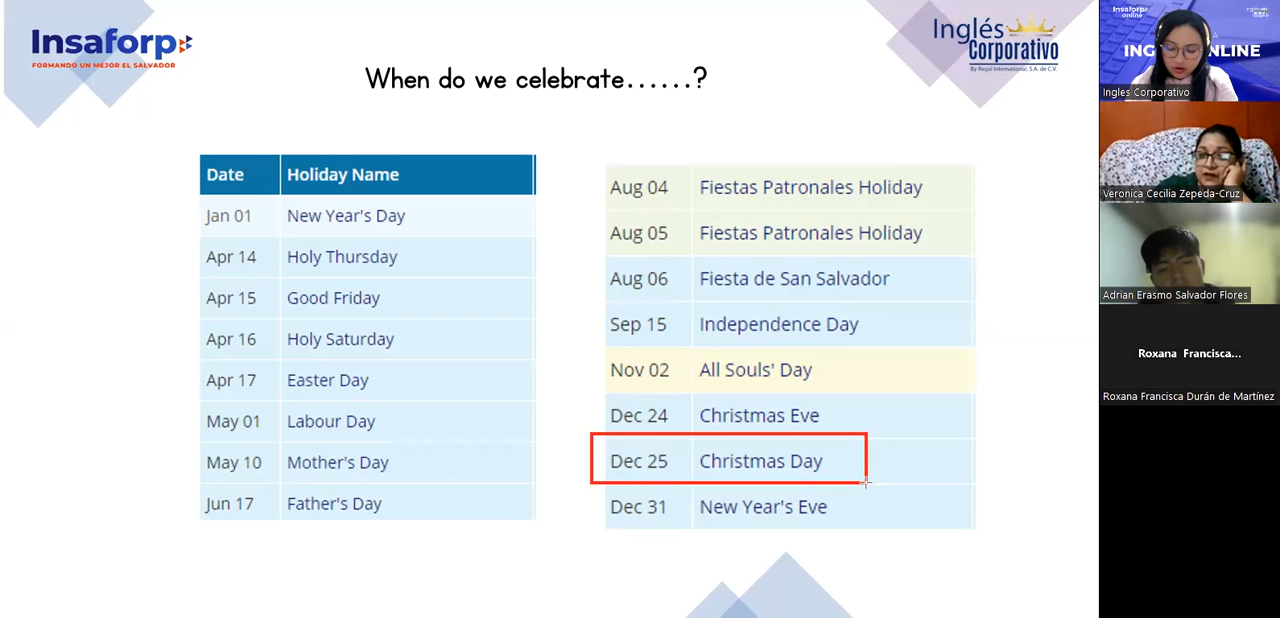 Insaforp
FORMANDO UN MEJOR EL SALVADOR
Inglés
Corporativo
By Regal International, S.A. de C.V.
When do we celebrate......?
Date Holiday Name
Jan 01 New Year's Day
Apr 14 Holy Thursday
Apr 15 Good Friday
Apr 16 Holy Saturday
Apr 17 Easter Day
May 01 Labour Day
May 10 Mother's Day
Jun 17 Father's Day
Aug 04 Fiestas Patronales Holiday
Aug 05 Fiestas Patronales Holiday
Aug 06 Fiesta de San Salvador
Sep 15 Independence Day
Nov 02 All Souls' Day
Dec 24 Christmas Eve
Dec 25 Christmas Day
Dec 31 New Year's Eve
Insaforp
online
ING ONLINE
Ingles Corporativo
Veronica Cecilia Zepeda-Cruz
Adrian Erasmo Salvador Flores
Roxana Francisca...
Roxana Francisca Durán de Martínez